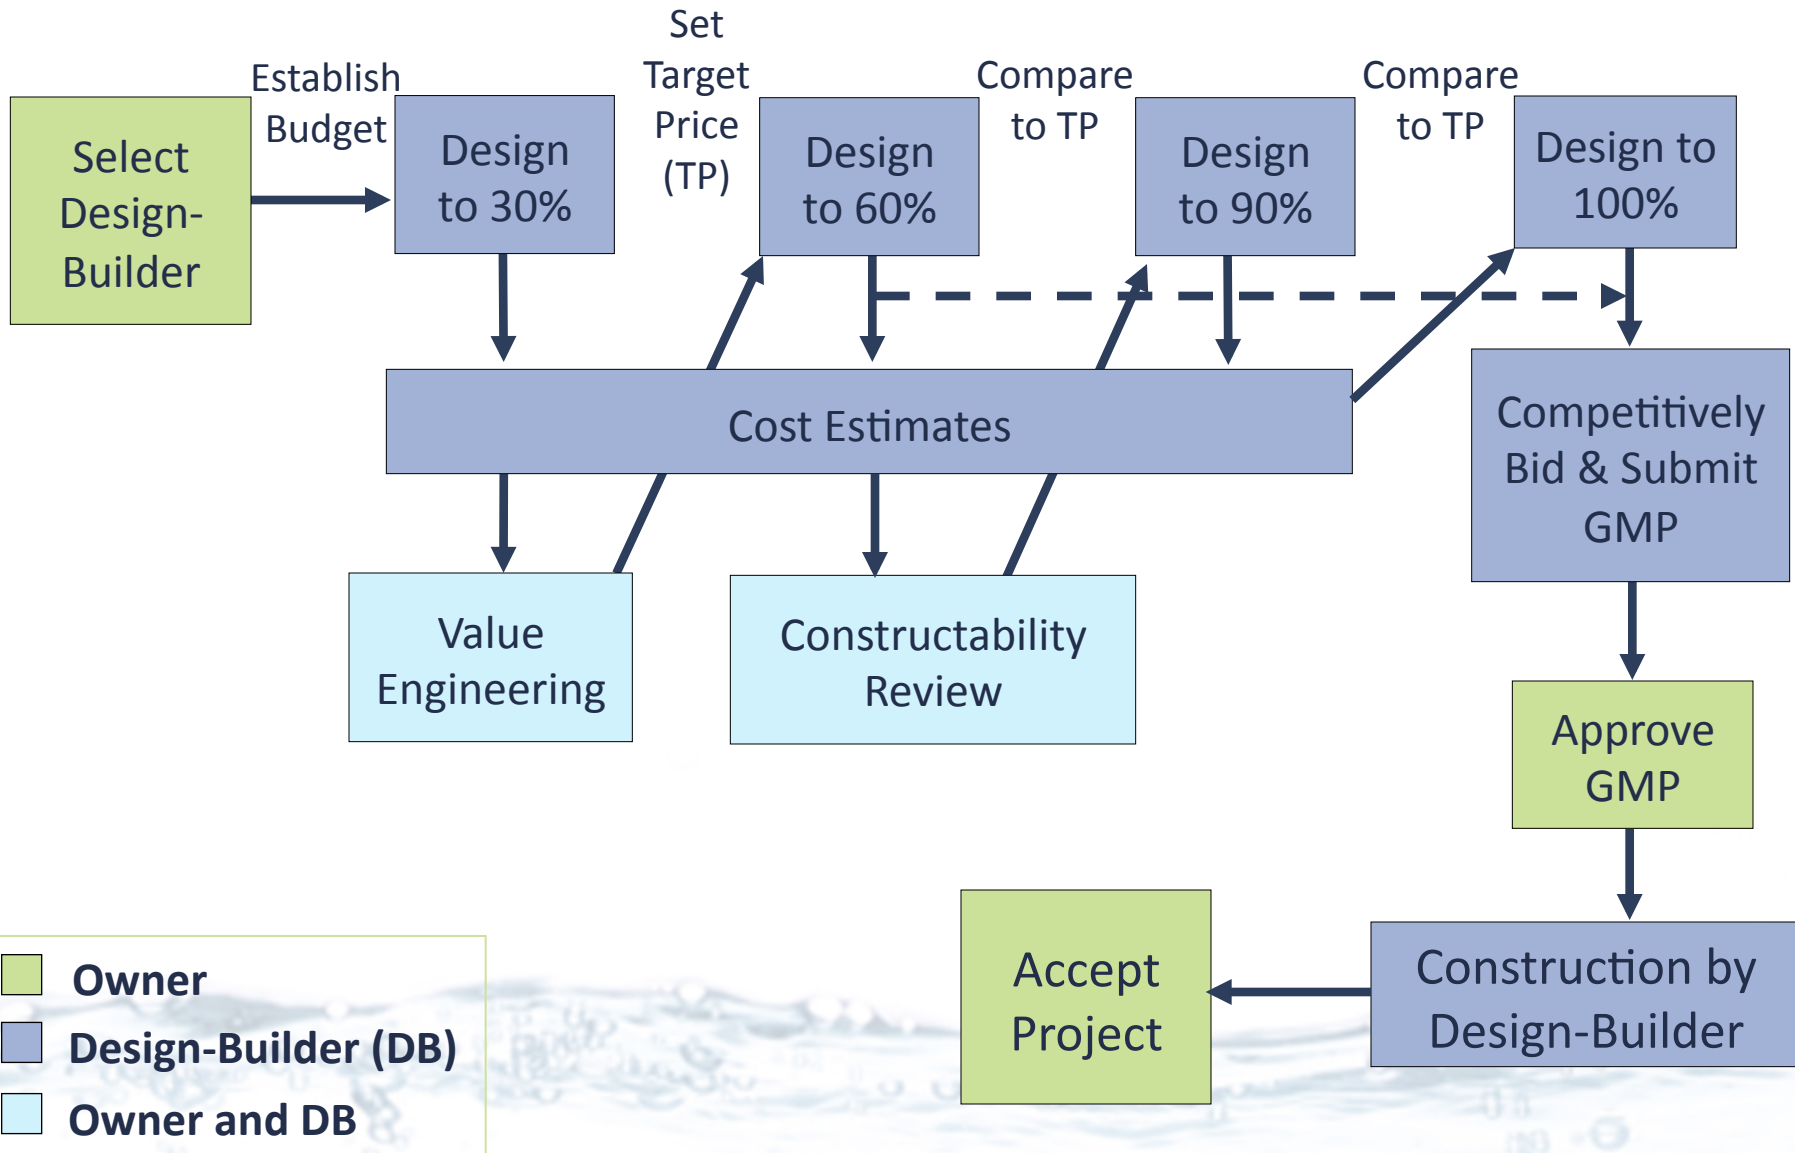 Select
Design-
Builder
Establish
Budget
Design
to 30%
Set
Target
Price
(TP)
Design
to 60%
Compare
to TP
Design
to 90%
Compare
to TP
Design to
100%
Cost Estimates
Competitively
Bid & Submit
GMP
Value
Engineering
Constructability
Review
Approve
GMP
Accept
Project
Construction by
Design-Builder
Owner
Design-Builder (DB)
Owner and DB